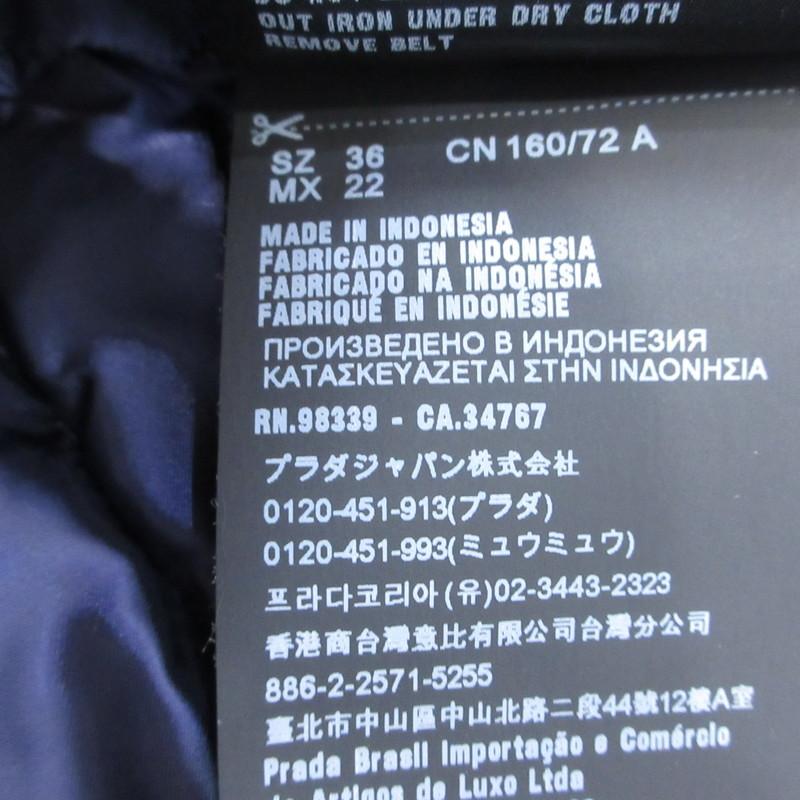 OUT IRON UNDER DRY CLOTH
REMOVE BELT
SZ 36 CN 160/72 A
MX 22
MADE IN INDONESIA
FABRICADO EN INDONESIA
FABRICADO NA INDONÉSIA
FABRIQUÉ EN INDONÉSIE
ПРОИЗВЕДЕНО В ИНДОНЕЗИЯ
ΚΑΤΑΣΚΕΥΑΖΕΤΑΙ ΣΤΗΝ ΙΝΔΟΝΗΣΙΑ
RN.98339 - CA.34767
プラダジャパン株式会社
0120-451-913(プラダ)
0120-451-993(ミュウミュウ)
프라다코리아(유)02-3443-2323
香港商台灣意比有限公司台灣分公司
886-2-2571-5255
臺北市中山區中山北路二段44號12樓A室
Prada Brasil Importação e Comércio
de Artigos de Luxo Ltda